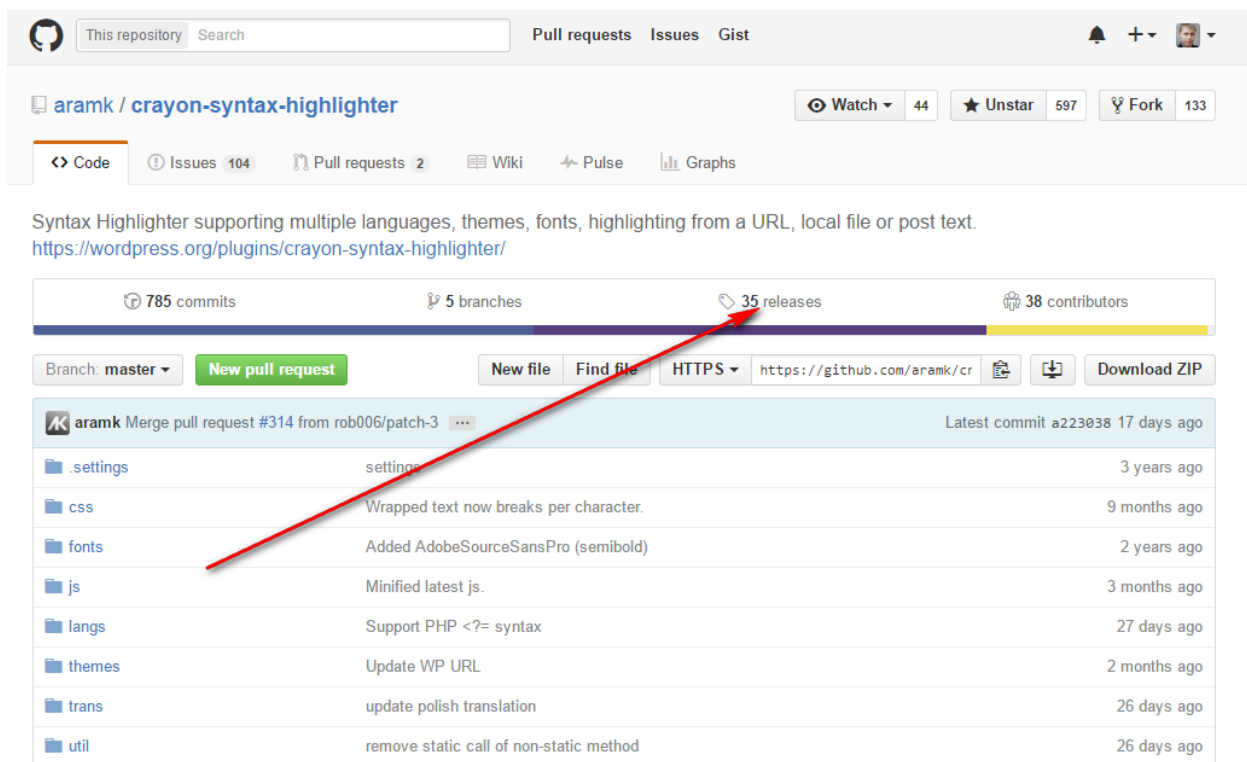 This repository Search Pull requests Issues Gist
aramk / crayon-syntax-highlighter Watch 44 Unstar 597 Fork 133
Code Issues 104 Pull requests 2 Wiki Pulse Graphs
Syntax Highlighter supporting multiple languages, themes, fonts, highlighting from a URL, local file or post text.
https://wordpress.org/plugins/crayon-syntax-highlighter/
785 commits 5 branches 35 releases 38 contributors
Branch: master New pull request New file Find file HTTPS https://github.com/aramk/cr Download ZIP
aramk Merge pull request #314 from rob006/patch-3 ... Latest commit a223038 17 days ago
.settings settings 3 years ago
css Wrapped text now breaks per character. 9 months ago
fonts Added AdobeSourceSansPro (semibold) 2 years ago
js Minified latest js. 3 months ago
langs Support PHP <?= syntax 27 days ago
themes Update WP URL 2 months ago
trans update polish translation 26 days ago
util remove static call of non-static method 26 days ago